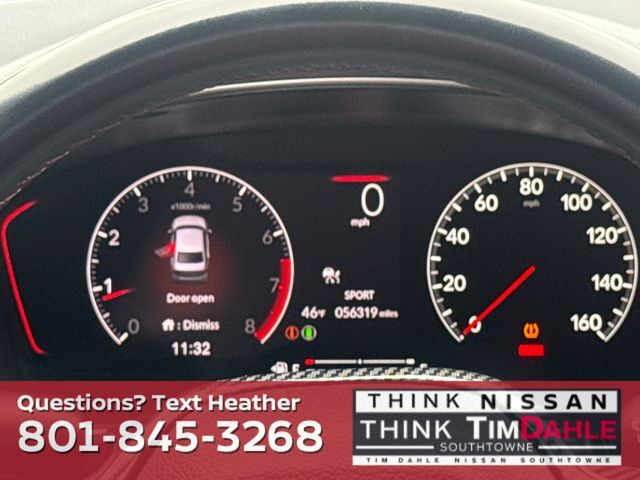 0
mph
x1000r/min
0 1 2 3 4 5 6 7 8
Door open
: Dismiss
11:32
SPORT
46°F 056319 miles
E F
0 20 40 60 80 100 120 140 160
mph
Questions? Text Heather
801-845-3268
THINK NISSAN
THINK TIMDAHLE
SOUTHTOWNE
TIM DAHLE NISSAN SOUTHTOWNE